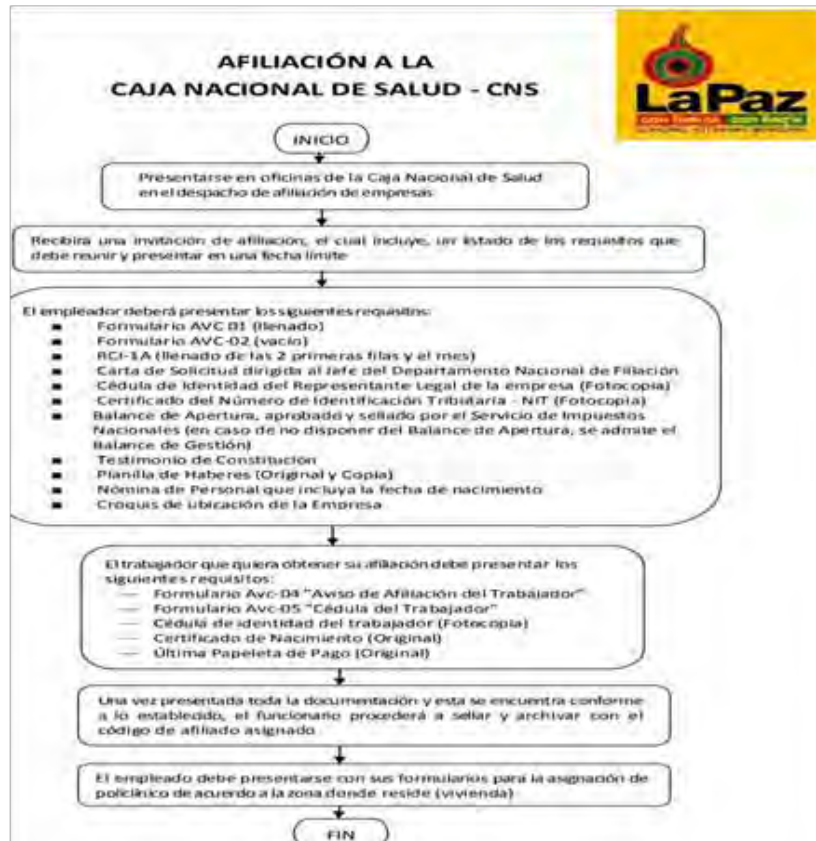 AFILIACIÓN A LA
CAJA NACIONAL DE SALUD - CNS
LaPaz
INICIO
Presentarse en oficinas de la Caja Nacional de Salud
en el despacho de afiliación de empresas
Recibira una invitación de afiliación, el cual incluye, un listado de los requisitos que
debe reunir y presentar en una fecha límite
El empleador deberá presentar los siguientes requisitos:
Formulario AVC 01 (llenado)
Formulario AVC-02 (vacio)
RCI-1A (llenado de las 2 primeras filas y el mes)
Carta de Solicitud dirigida al Jefe del Departamento Nacional de Filiación
Cédula de Identidad del Representante Legal de la empresa (Fotocopia)
Certificado del Número de Identificación Tributaria - NIT (Fotocopia)
Balance de Apertura, aprobado y sellado por el Servicio de Impuestos
Nacionales (en caso de no disponer del Balance de Apertura, se admite el
Balance de Gestión)
Testimonio de Constitución
Planilla de Haberes (Original y Copia)
Nómina de Personal que incluya la fecha de nacimiento
Croquis de ubicación de la Empresa
El trabajador que quiera obtener su afiliación debe presentar los
siguientes requisitos:
— Formulario Avc-04 "Aviso de Afiliación del Trabajador"
— Formulario Avc-05 "Cédula del Trabajador"
— Cédula de identidad del trabajador (Fotocopia)
— Certificado de Nacimiento (Original)
— Última Papeleta de Pago (Original)
Una vez presentada toda la documentación y esta se encuentra conforme
a lo establecido, el funcionario procederá a sellar y archivar con el
código de afiliado asignado
El empleado debe presentarse con sus formularios para la asignación de
policlínico de acuerdo a la zona donde reside (vivienda)
FIN